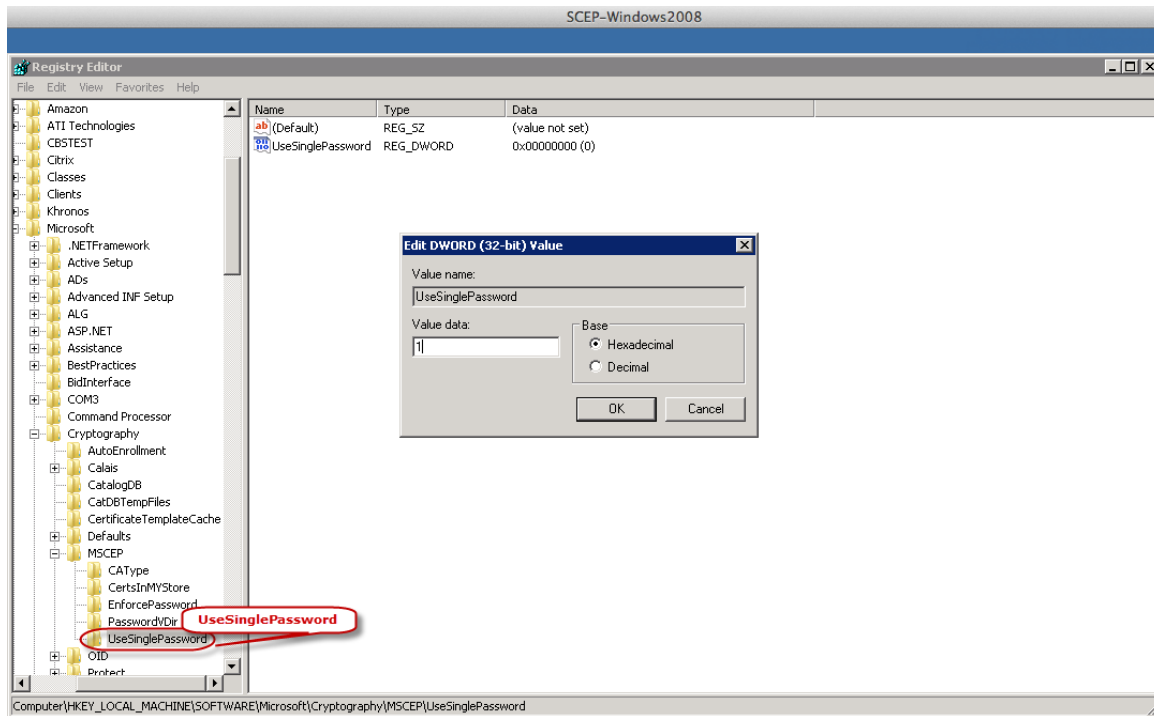 SCEP-Windows2008
Registry Editor
File Edit View Favorites Help
Amazon
ATI Technologies
CBSTEST
Citrix
Classes
Clients
Khronos
Microsoft
.NETFramework
Active Setup
ADs
Advanced INF Setup
ALG
ASP.NET
Assistance
BestPractices
BidInterface
COM3
Command Processor
Cryptography
AutoEnrollment
Calais
CatalogDB
CatDBTempFiles
CertificateTemplateCache
Defaults
MSCEP
CAType
CertsInMYStore
EnforcePassword
PasswordVDir
UseSinglePassword
OID
Protect
UseSinglePassword
Name Type Data
(Default) REG_SZ (value not set)
UseSinglePassword REG_DWORD 0x00000000 (0)
Edit DWORD (32-bit) Value
Value name:
UseSinglePassword
Value data:
1
Base
Hexadecimal
Decimal
OK Cancel
Computer\HKEY_LOCAL_MACHINE\SOFTWARE\Microsoft\Cryptography\MSCEP\UseSinglePassword